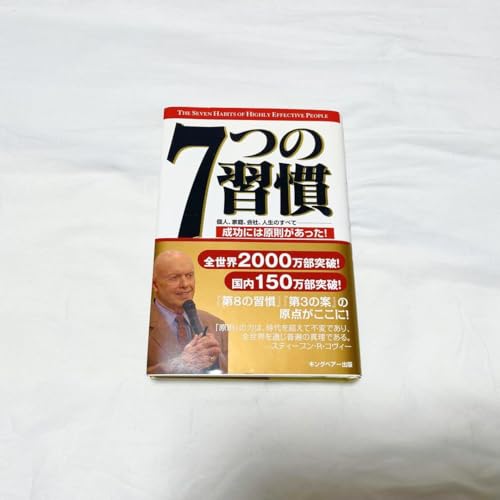 THE SEVEN HABITS OF HIGHLY EFFECTIVE PEOPLE
7つの
習慣
個人、家庭、会社、人生のすべて
成功には原則があった!
全世界2000万部突破!
国内150万部突破!
『第8の習慣』『第3の案』の
原点がここに!
「原則の力は、時代を超えて不変であり、
全世界を通じ普遍の真理である。
―スティーブン・R・コヴィー
キングベアー出版